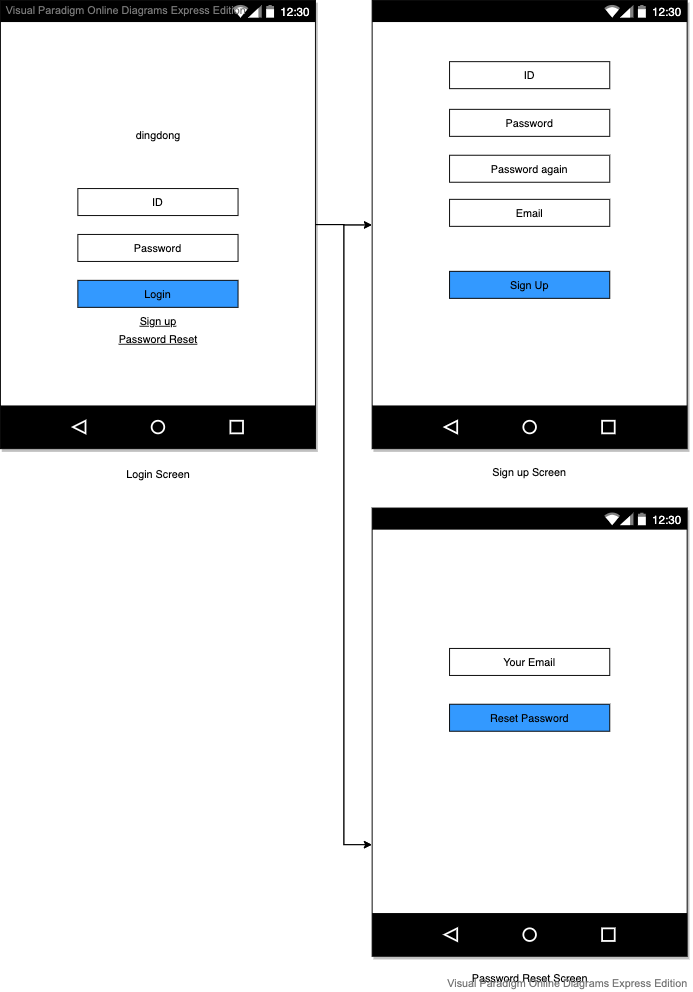 Visual Paradigm Online Diagrams Express Edition
12:30
dingdong
ID
Password
Login
Sign up
Password Reset
Login Screen
12:30
ID
Password
Password again
Email
Sign Up
Sign up Screen
12:30
Your Email
Reset Password
Password Reset Screen
Visual Paradigm Online Diagrams Express Edition